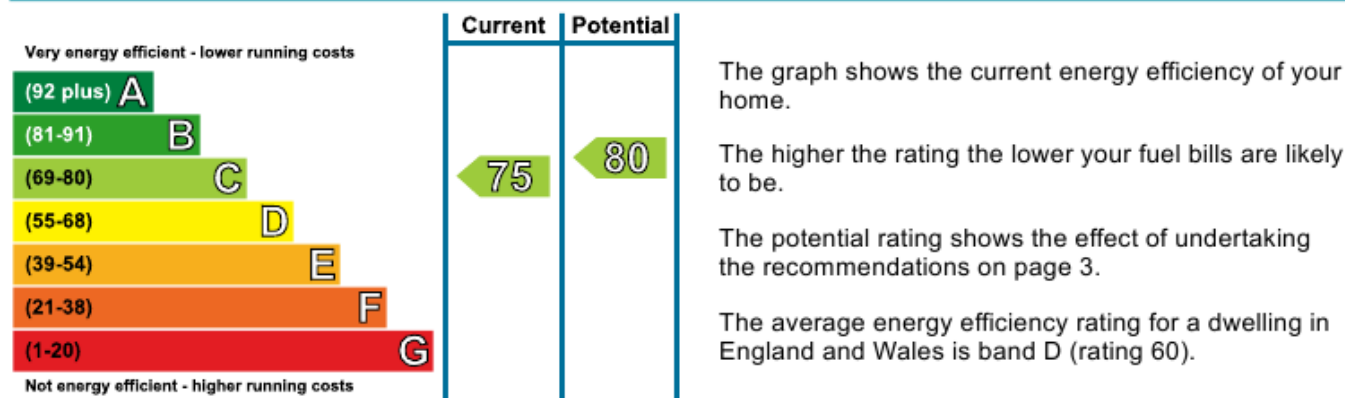 Current Potential
Very energy efficient - lower running costs
(92 plus) A
(81-91) B
(69-80) C
(55-68) D
(39-54) E
(21-38) F
(1-20) G
Not energy efficient - higher running costs
75
80
The graph shows the current energy efficiency of your
home.
The higher the rating the lower your fuel bills are likely
to be.
The potential rating shows the effect of undertaking
the recommendations on page 3.
The average energy efficiency rating for a dwelling in
England and Wales is band D (rating 60).